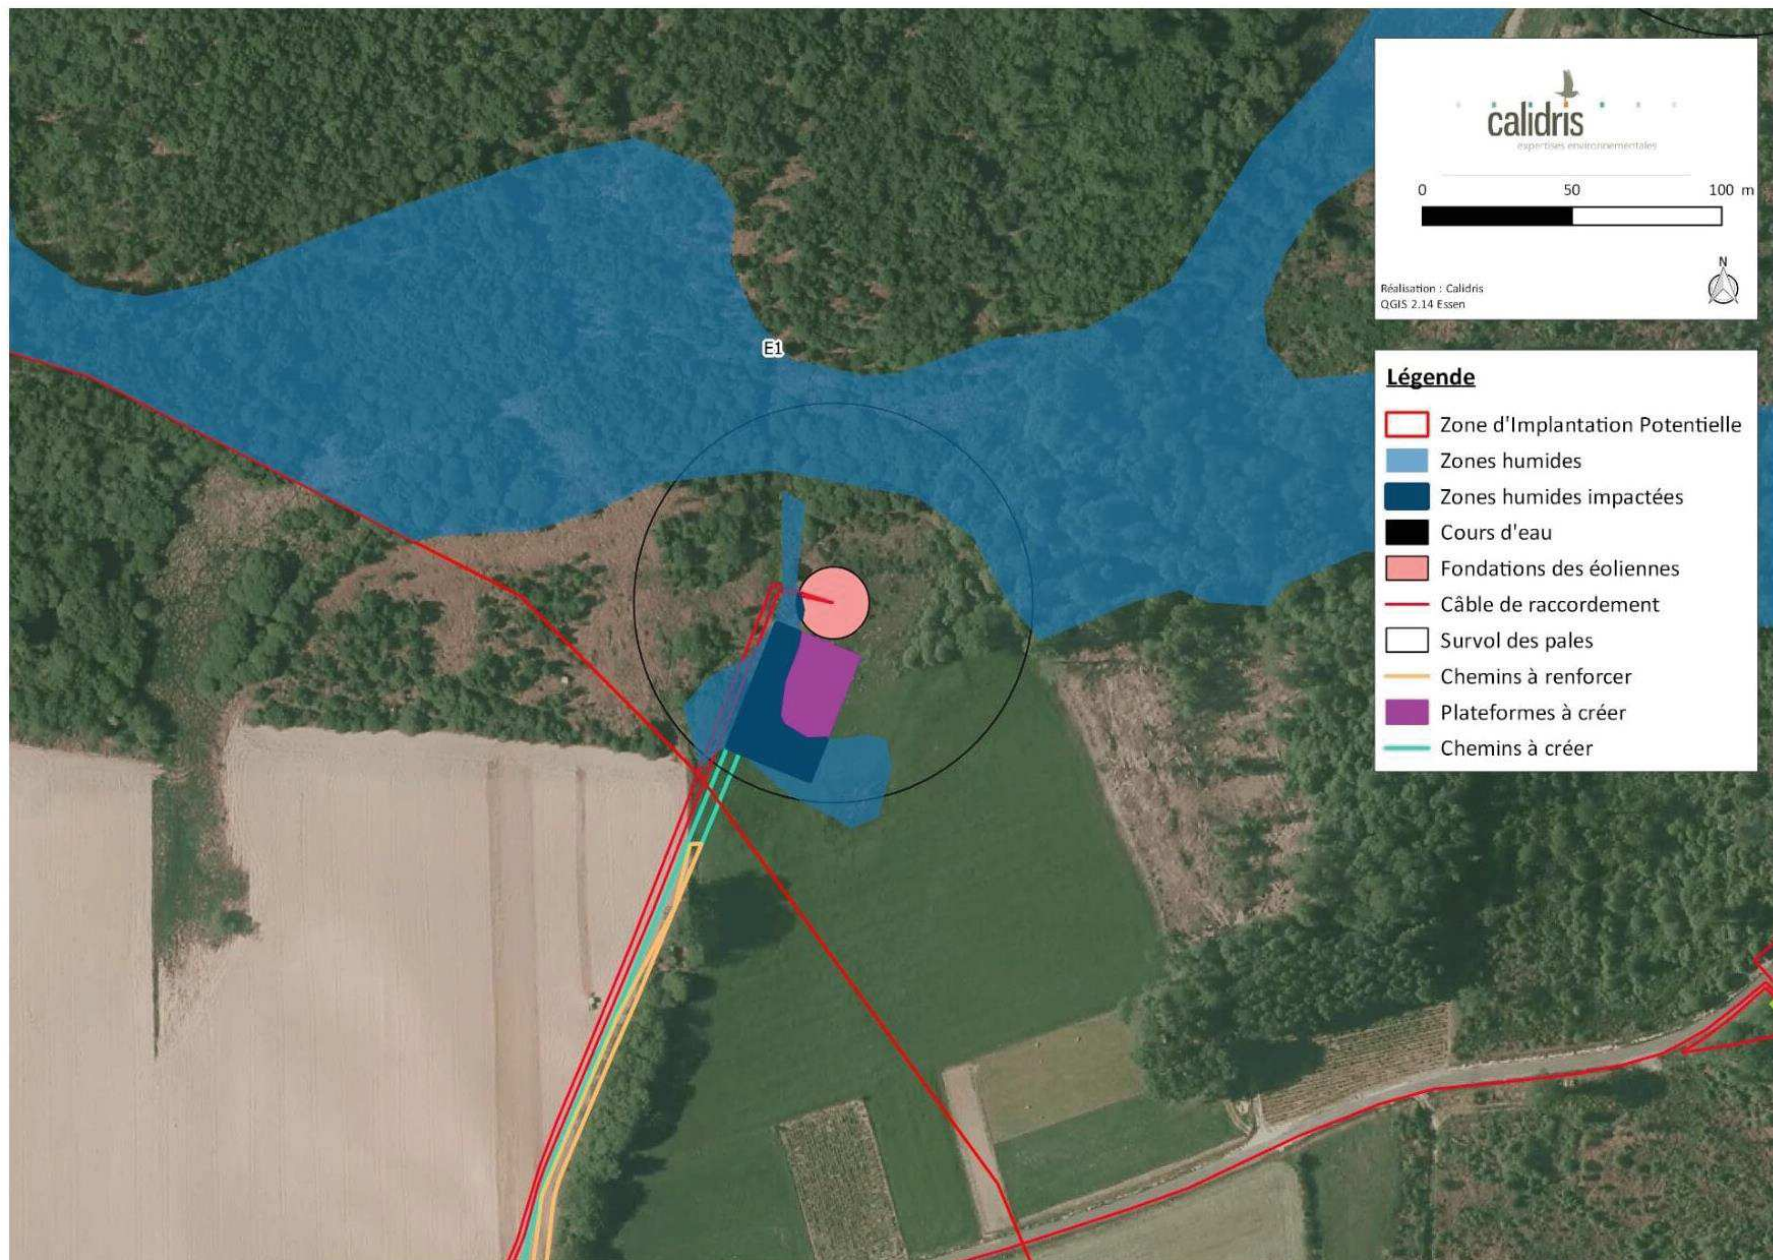 calidris
expertises environnementales
0 50 100 m
N
Réalisation : Calidris
QGIS 2.14 Essen
E1
Légende
Zone d'Implantation Potentielle
Zones humides
Zones humides impactées
Cours d'eau
Fondations des éoliennes
Câble de raccordement
Survol des pales
Chemins à renforcer
Plateformes à créer
Chemins à créer